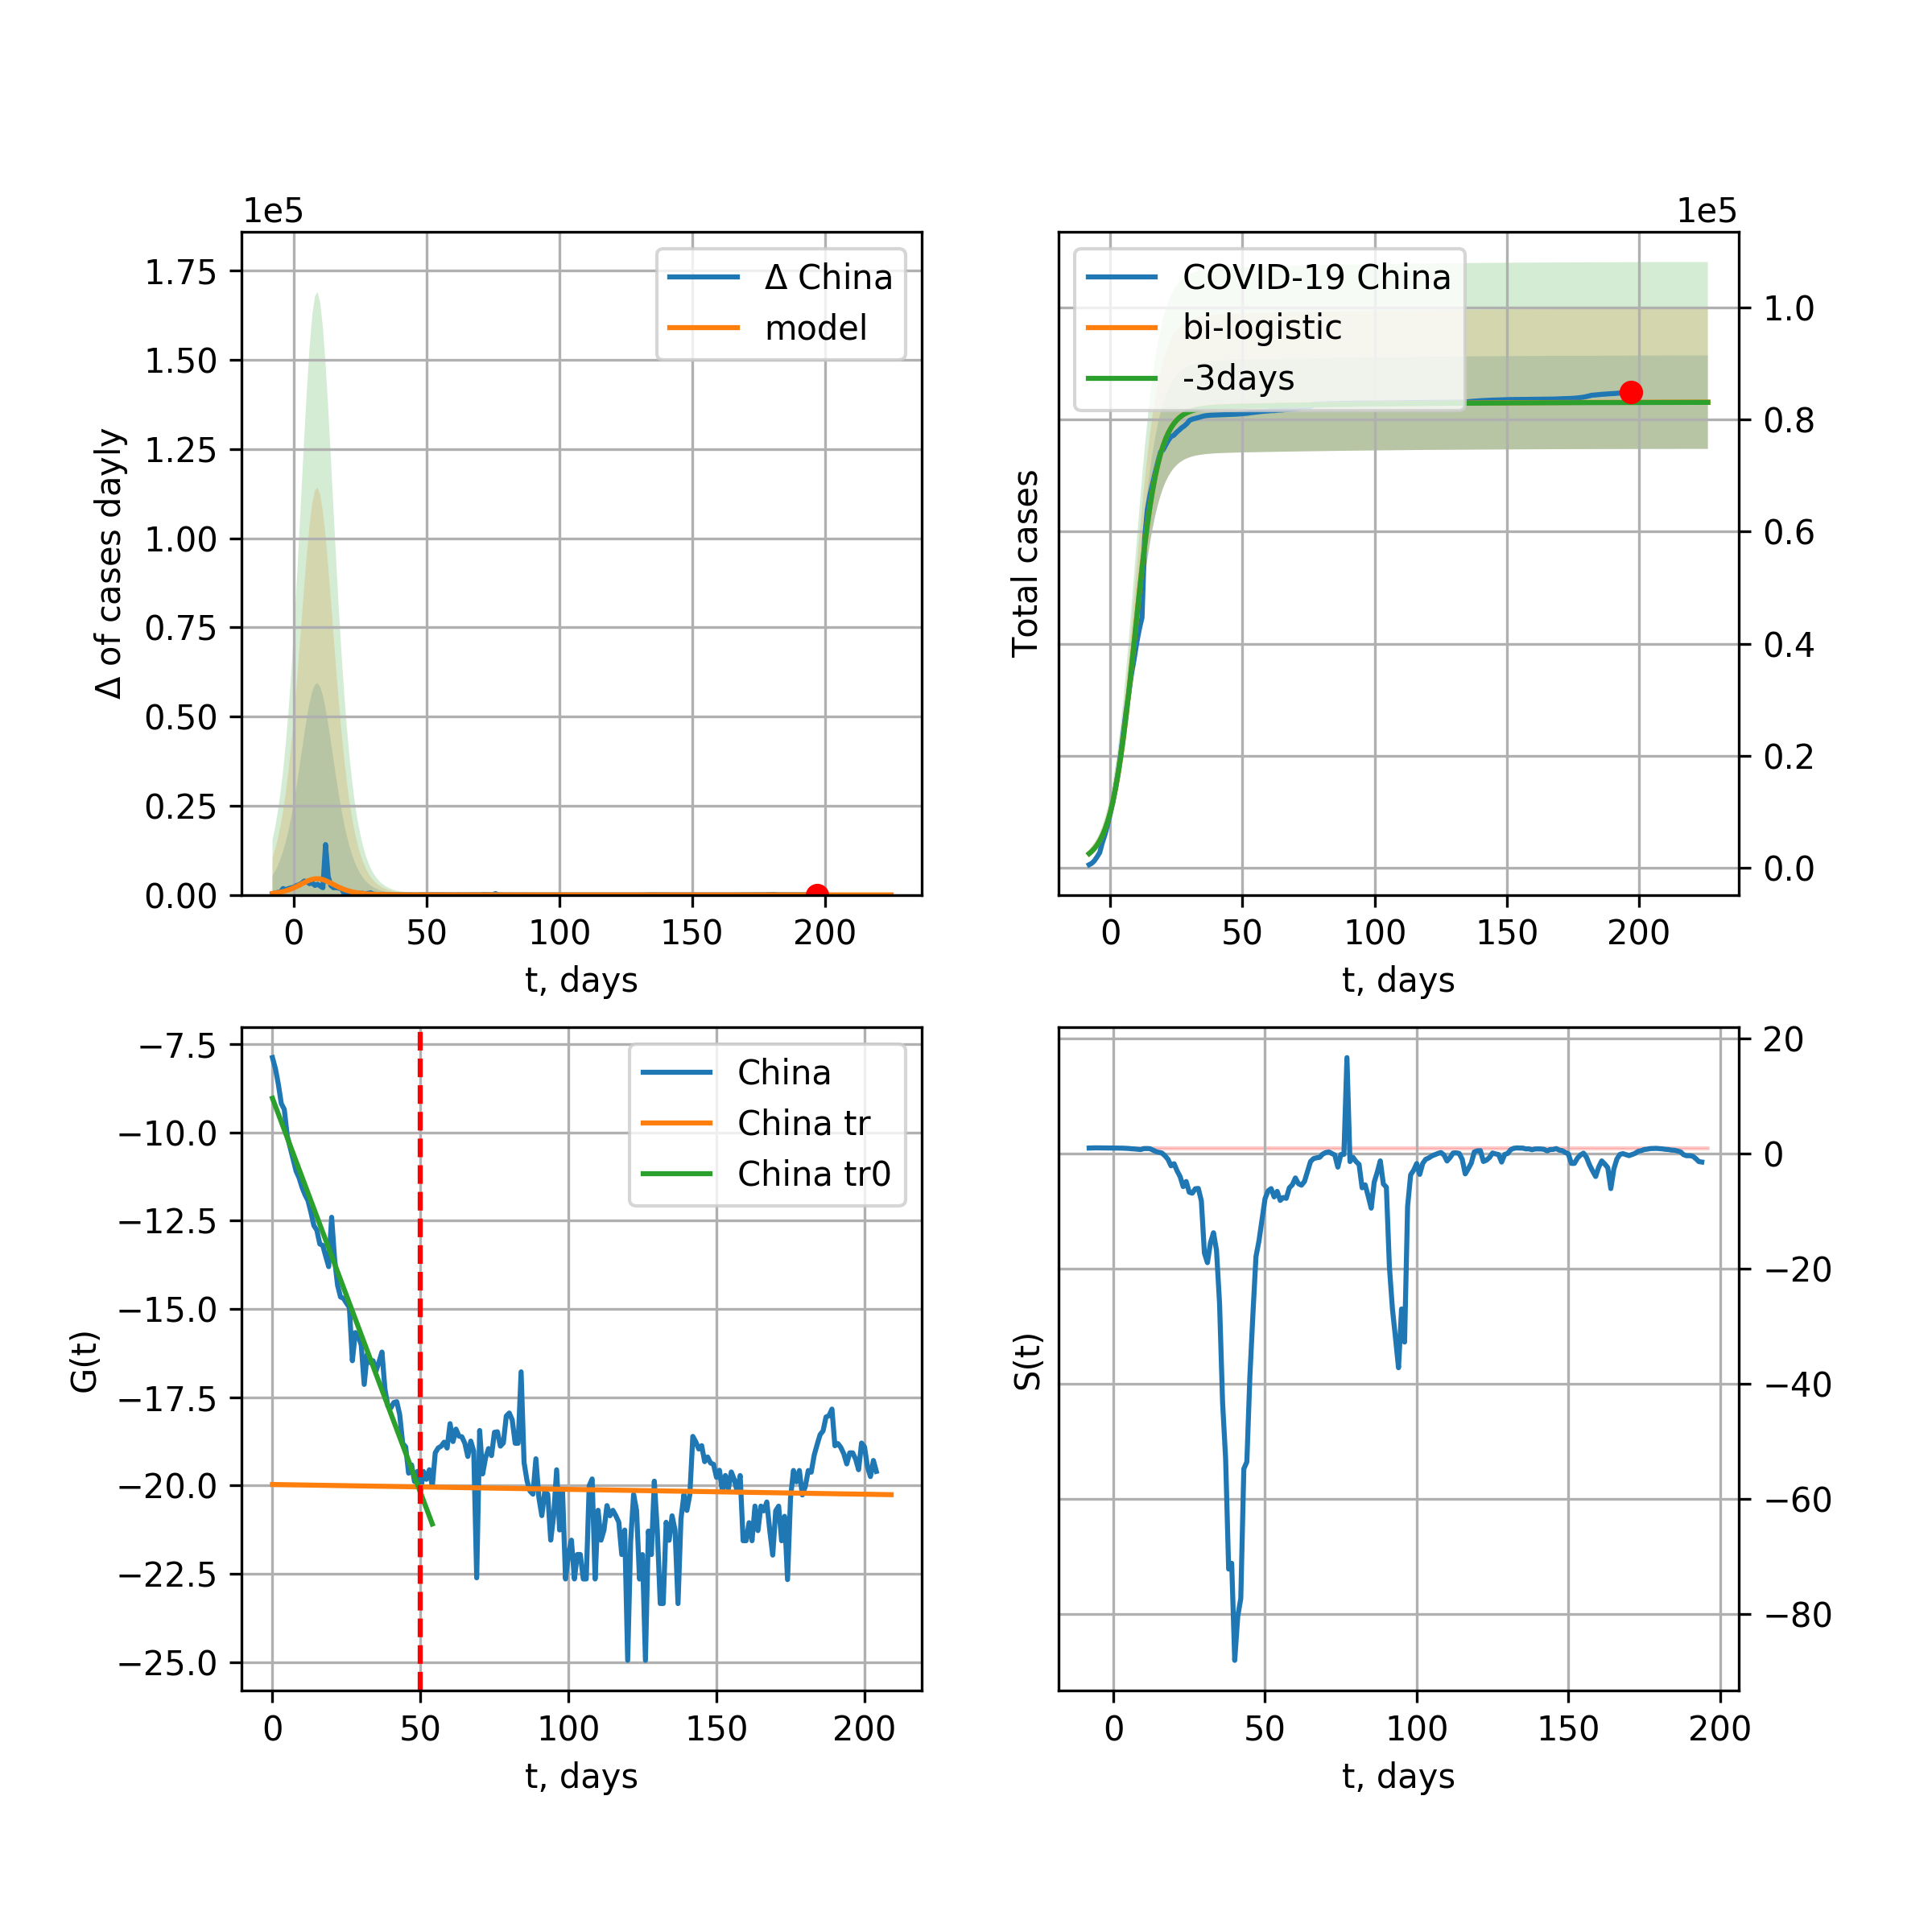 1e5
1e5
Δ China
model
1.75
1.50
1.25
1.00
0.75
0.50
0.25
0.00
Δ of cases dayly
0
50
100
150
200
t, days
COVID-19 China
bi-logistic
-3days
1.0
0.8
0.6
0.4
0.2
0.0
Total cases
0
50
100
150
200
t, days
China
China tr
China tr0
−7.5
−10.0
−12.5
−15.0
−17.5
−20.0
−22.5
−25.0
G(t)
0
50
100
150
200
t, days
20
0
−20
−40
−60
−80
S(t)
0
50
100
150
200
t, days